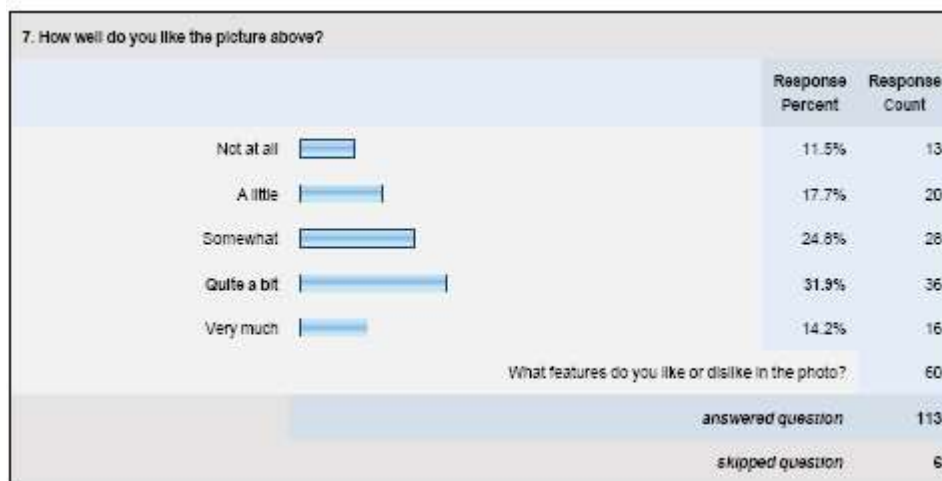 7. How well do you like the picture above?
Response Percent Response Count
Not at all 11.5% 13
A little 17.7% 20
Somewhat 24.8% 28
Quite a bit 31.9% 36
Very much 14.2% 16
What features do you like or dislike in the photo? 60
answered question 113
skipped question 6